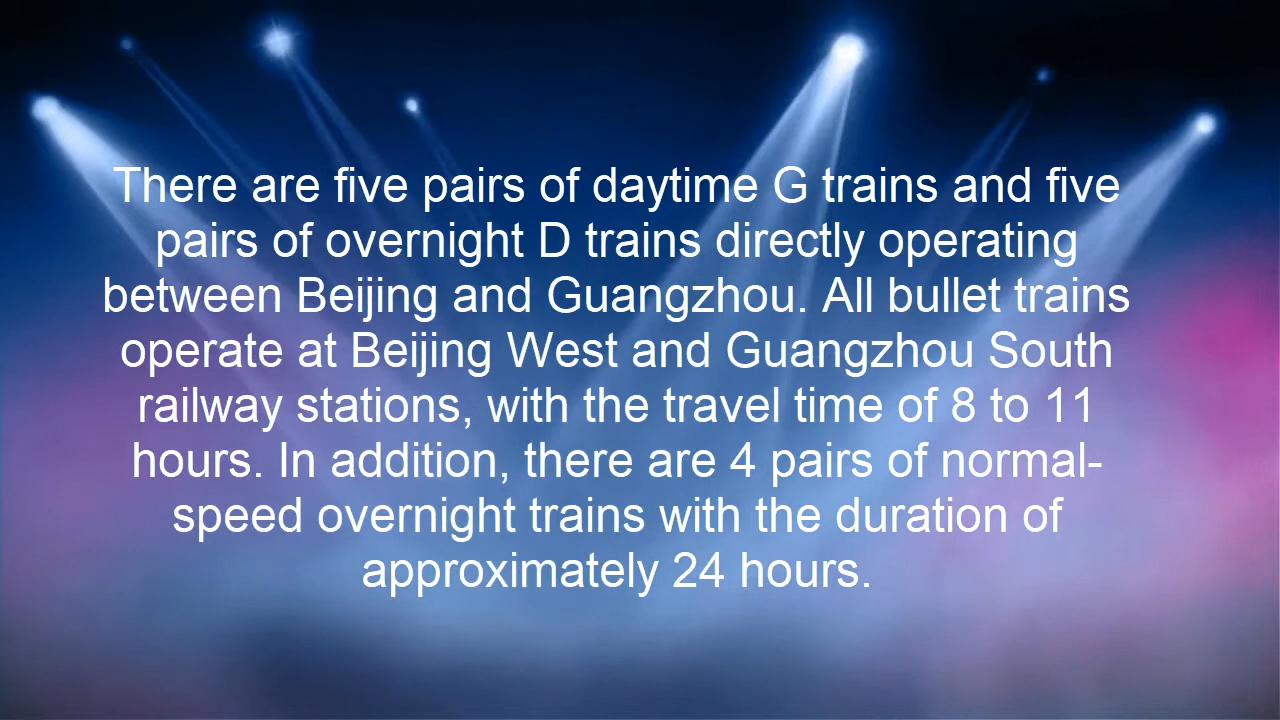 There are five pairs of daytime G trains and five
pairs of overnight D trains directly operating
between Beijing and Guangzhou. All bullet trains
operate at Beijing West and Guangzhou South
railway stations, with the travel time of 8 to 11
hours. In addition, there are 4 pairs of normal-
speed overnight trains with the duration of
approximately 24 hours.